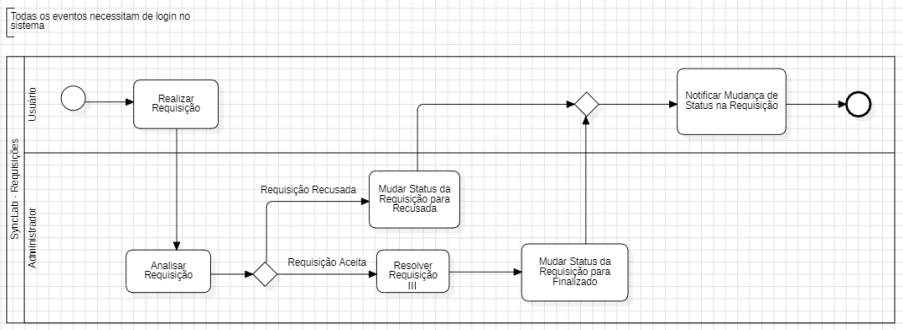 Todas os eventos necessitam de login no
sistema
SyncLab - Requisições
Usuário
Realizar
Requisição
Notificar Mudança de
Status na Requisição
Administrador
Requisição Recusada
Mudar Status da
Requisição para
Recusada
Analisar
Requisição
Requisição Aceita
Resolver
Requisição
Mudar Status da
Requisição para
Finalizado